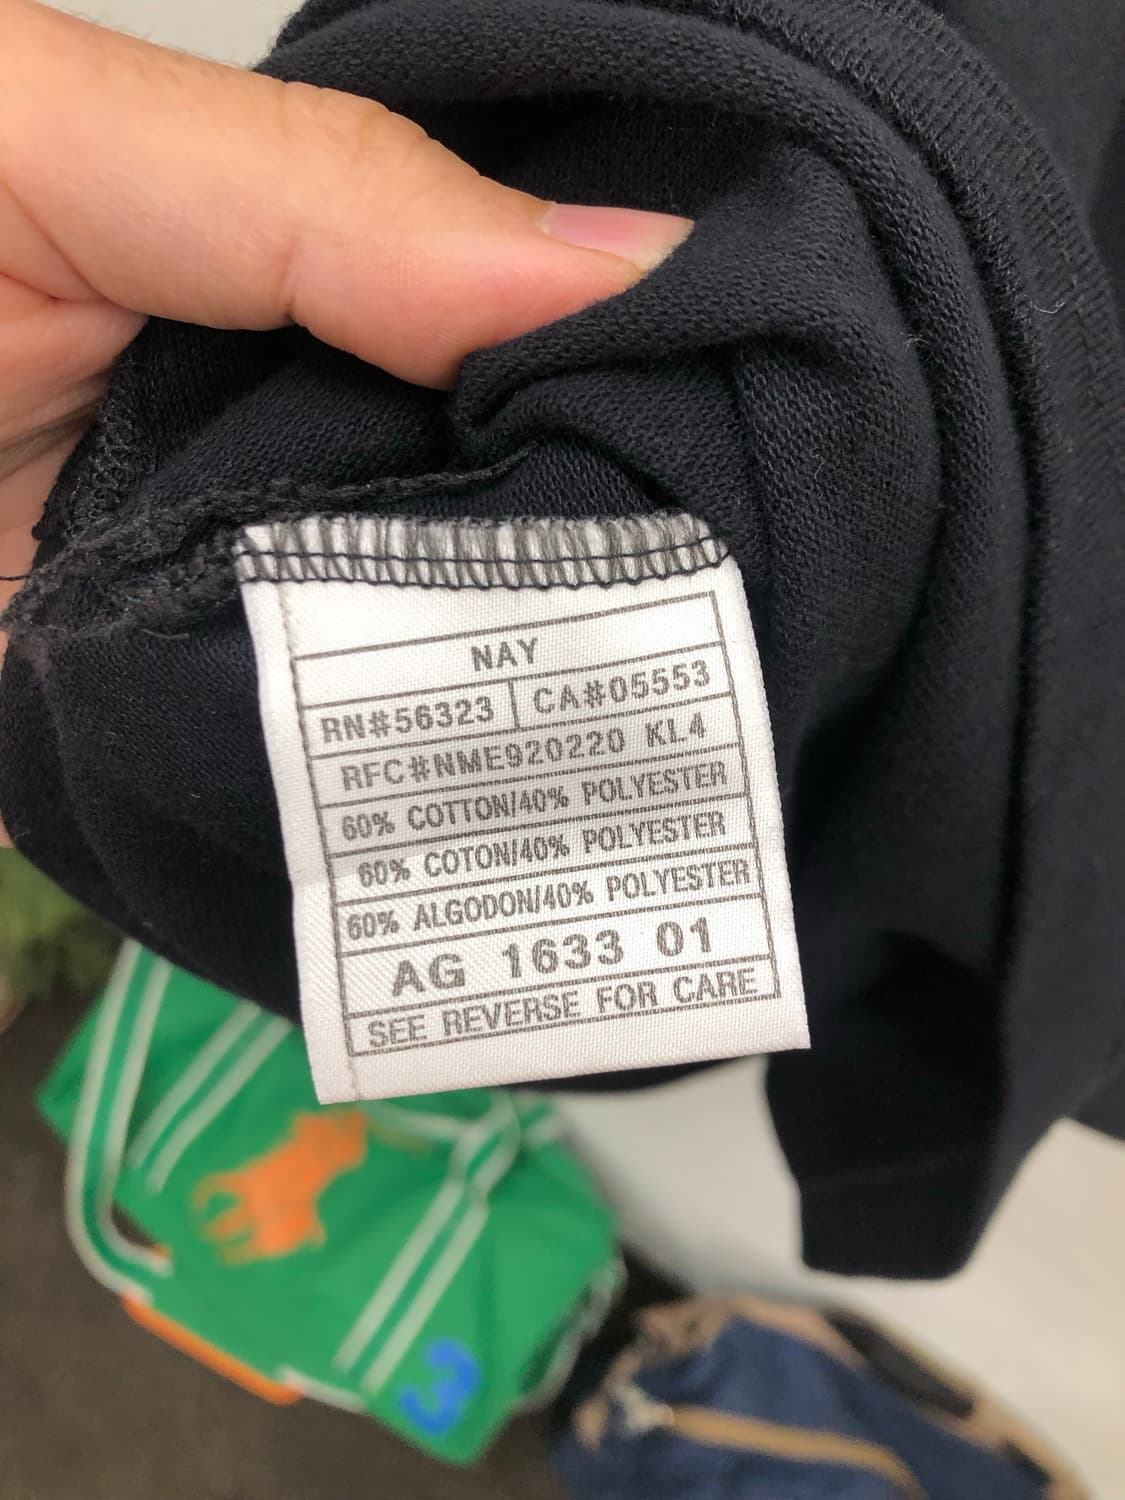 NAY
RN#56323 CA#05553
RFC#NME920220 KL4
60% COTTON/40% POLYESTER
60% COTON/40% POLYESTER
60% ALGODON/40% POLYESTER
AG 1633 01
SEE REVERSE FOR CARE
3